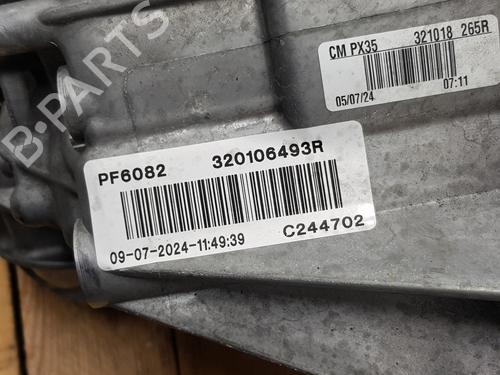 B-PARTS
CM PX35 321018 265R
05/07/24 07:11
PF6082 320106493R
09-07-2024-11:49:39 C244702